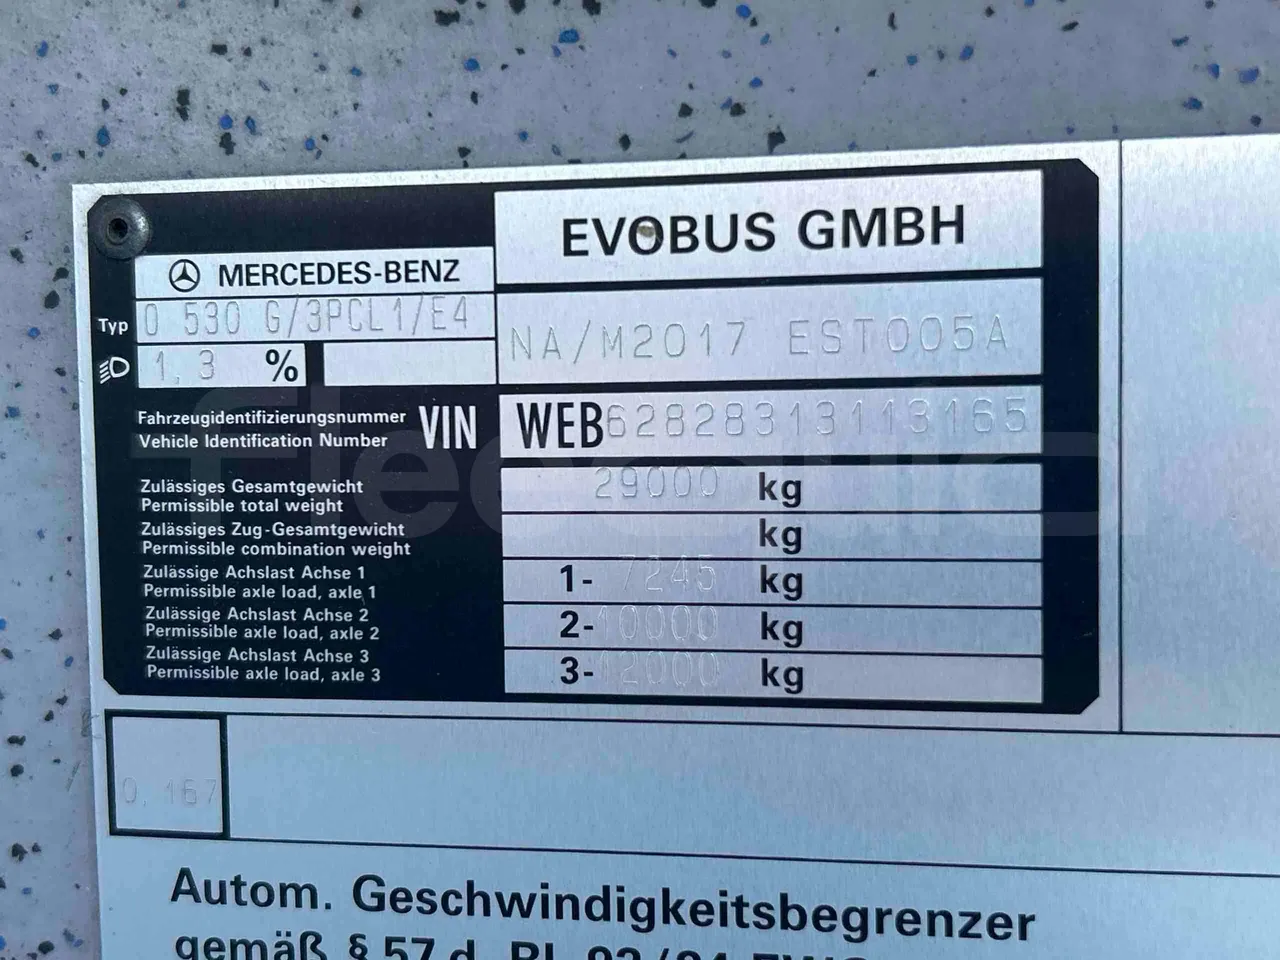 EVOBUS GMBH
MERCEDES-BENZ
Typ O 530 G/3PCL1/E4
NA/M2017 EST005A
1,3 %
Fahrzeugidentifizierungsnummer
Vehicle Identification Number
VIN WEB62828313113165
Zulässiges Gesamtgewicht
Permissible total weight
29000 kg
Zulässiges Zug-Gesamtgewicht
Permissible combination weight
kg
Zulässige Achslast Achse 1
Permissible axle load, axle 1
1- 7245 kg
Zulässige Achslast Achse 2
Permissible axle load, axle 2
2- 10000 kg
Zulässige Achslast Achse 3
Permissible axle load, axle 3
3- 12000 kg
0, 167
Autom. Geschwindigkeitsbegrenzer
gemäß § 57 d